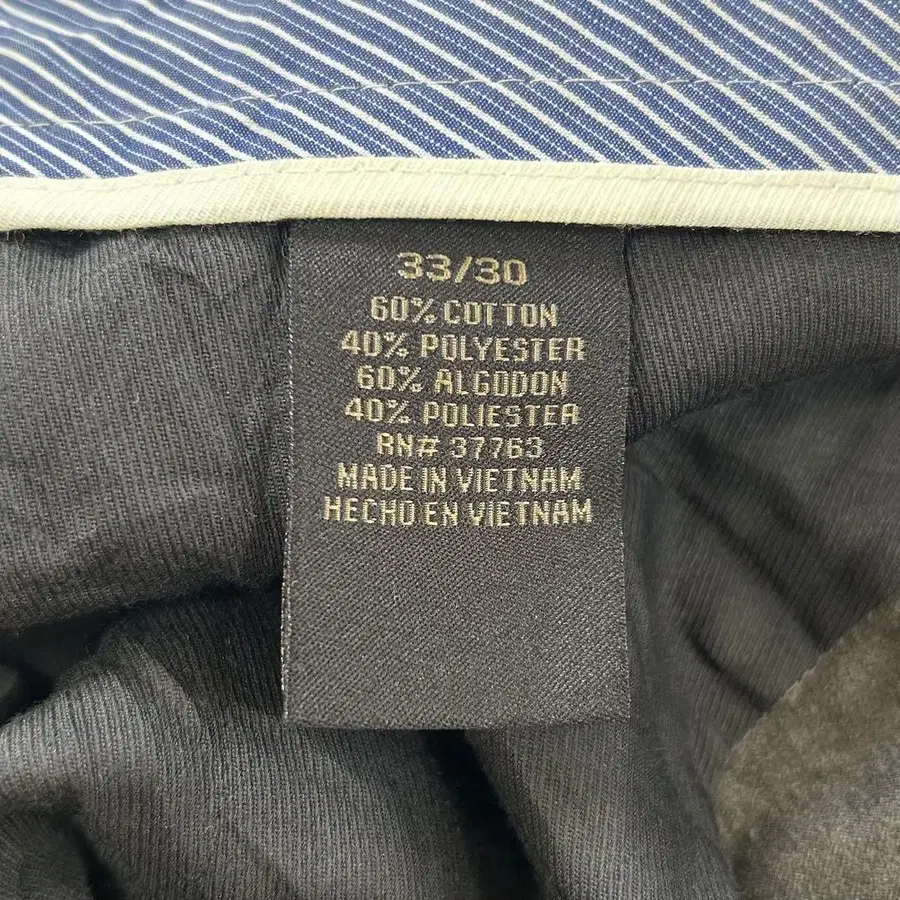 33/30
60% COTTON
40% POLYESTER
60% ALGODON
40% POLIESTER
RN# 37763
MADE IN VIETNAM
HECHO EN VIETNAM